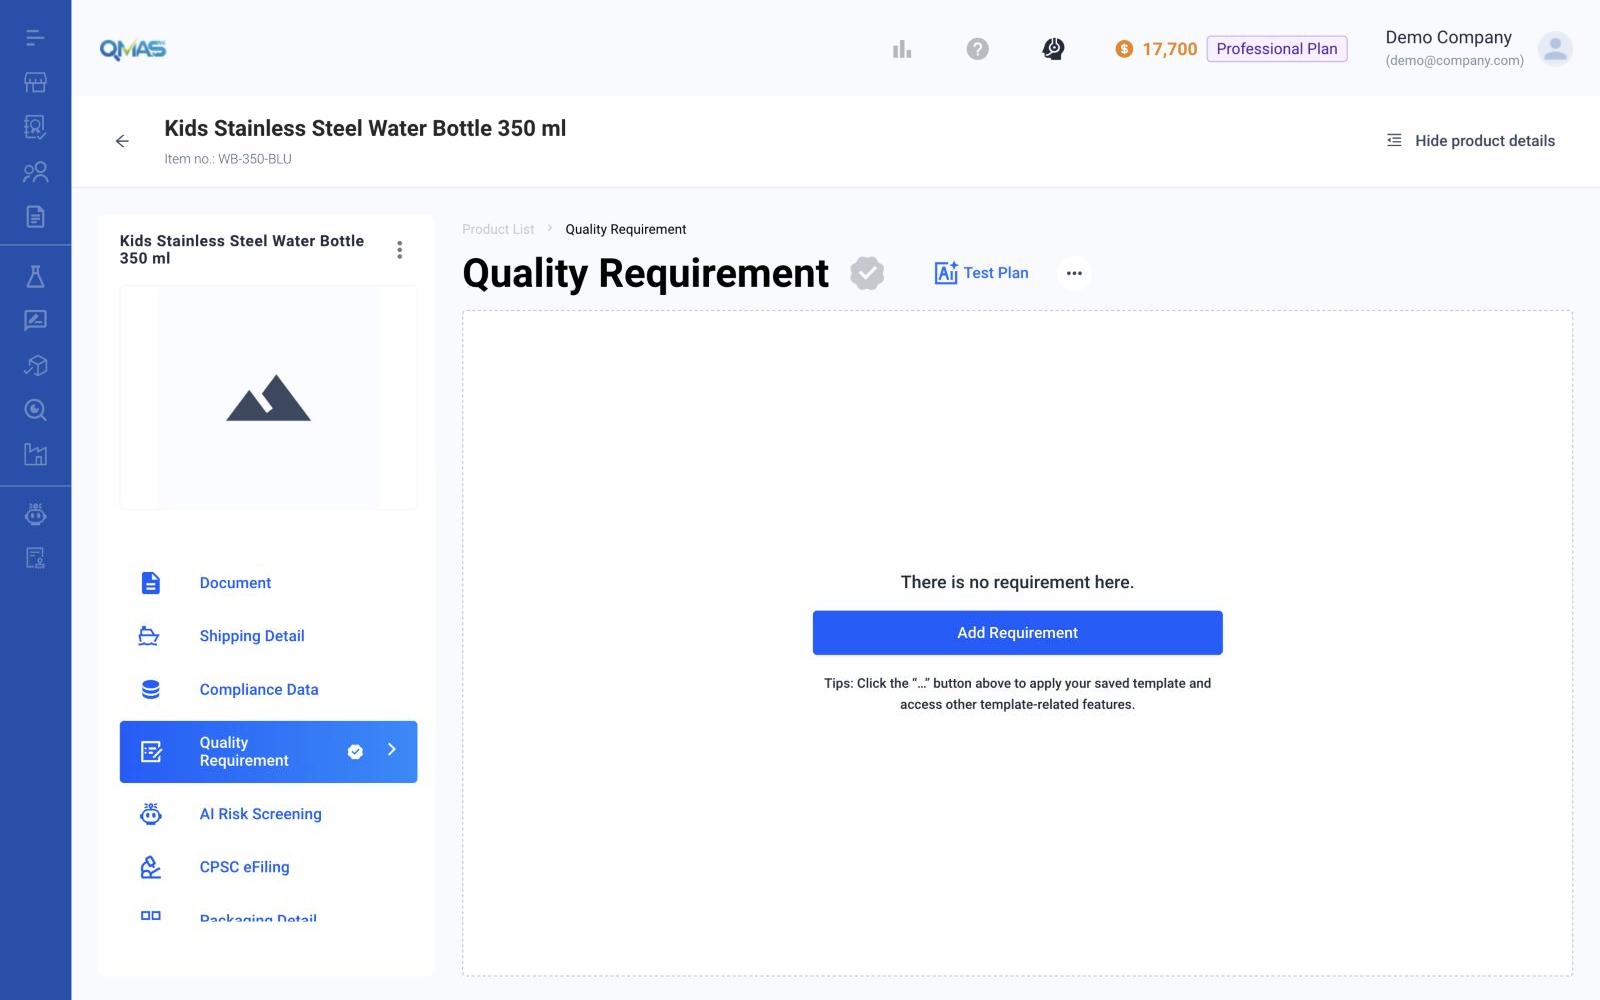 QMAS
17,700
Professional Plan
Demo Company
(demo@company.com)
Kids Stainless Steel Water Bottle 350 ml
Item no.: WB-350-BLU
Hide product details
Kids Stainless Steel Water Bottle
350 ml
Document
Shipping Detail
Compliance Data
Quality
Requirement
AI Risk Screening
CPSC eFiling
Packaging Detail
Product List
Quality Requirement
Quality Requirement
Test Plan
There is no requirement here.
Add Requirement
Tips: Click the “...” button above to apply your saved template and
access other template-related features.